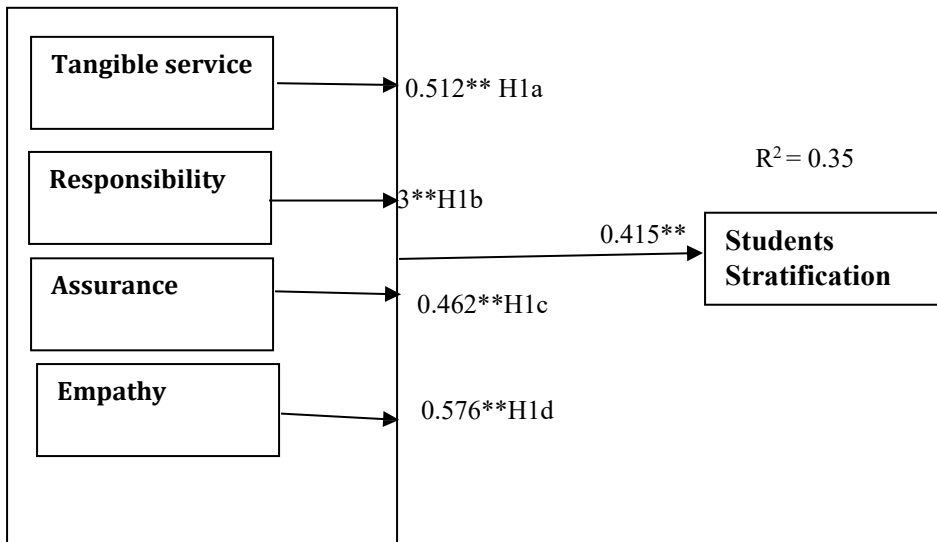 Tangible service
0.512** H1a
R² = 0.35
Responsibility
3**H1b
0.415**
Students
Stratification
Assurance
0.462**H1c
Empathy
0.576**H1d